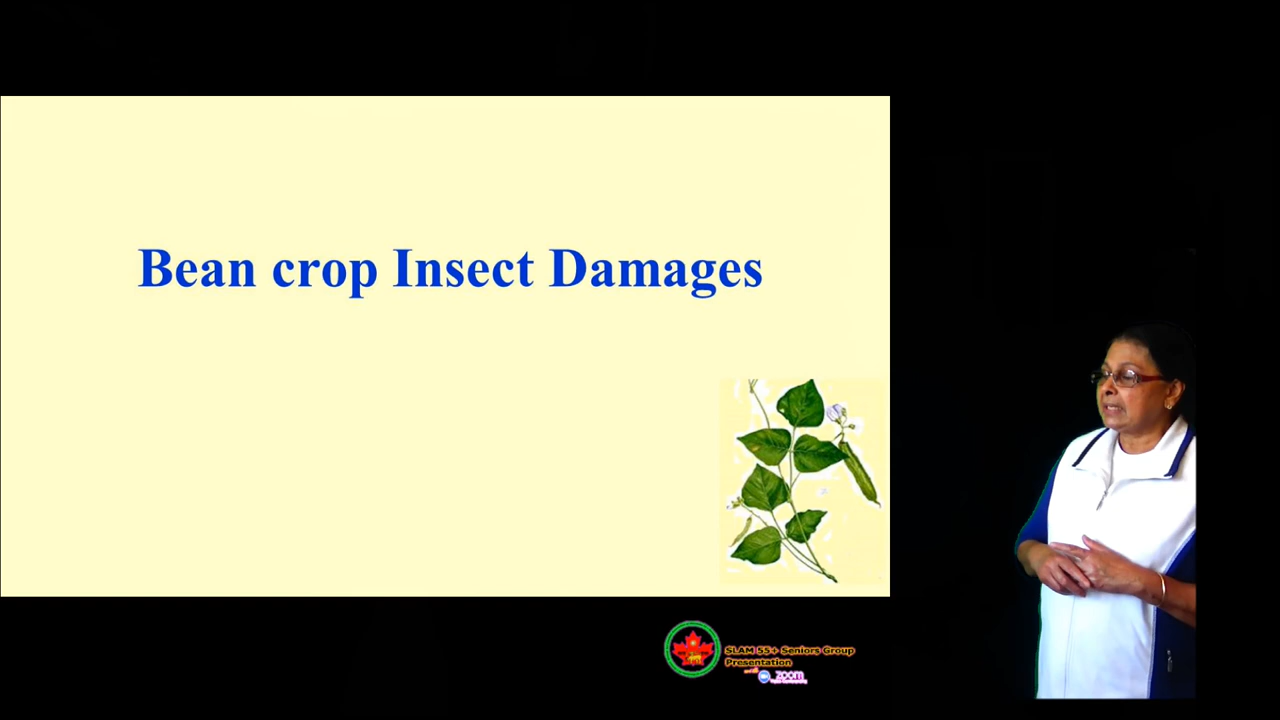 Bean crop Insect Damages
SLAM 55+ Seniors Group
Presentation
zoom